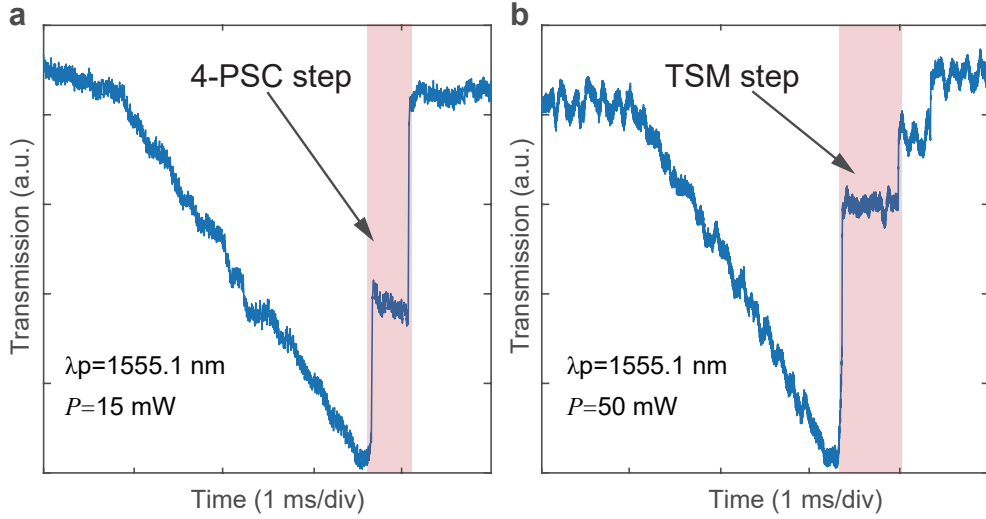 a
4-PSC step
λp=1555.1 nm
P=15 mW
Transmission (a.u.)
Time (1 ms/div)
b
TSM step
λp=1555.1 nm
P=50 mW
Transmission (a.u.)
Time (1 ms/div)